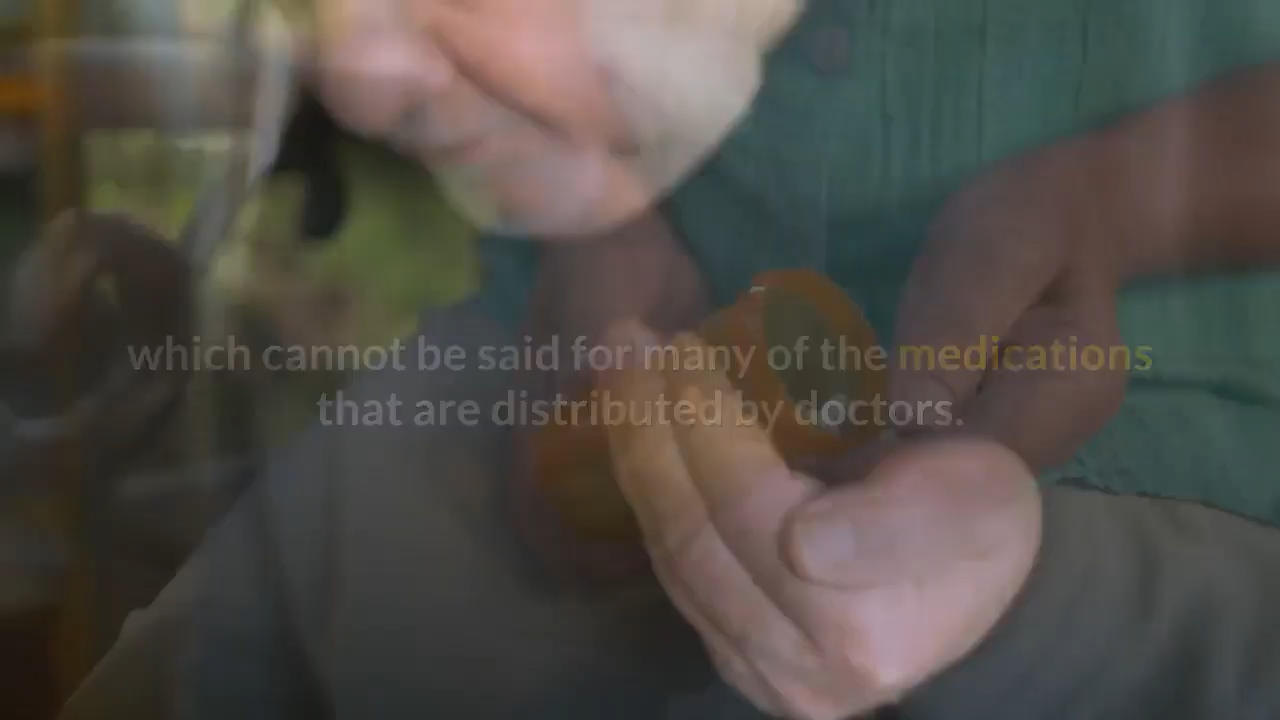 which cannot be said for many of the medications
that are distributed by doctors.